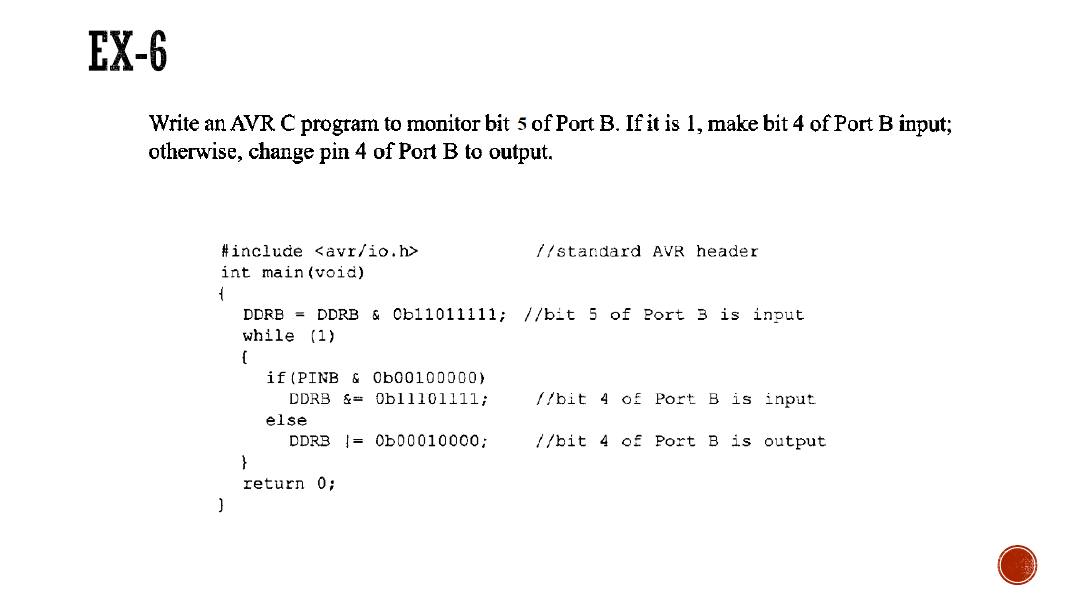 EX-6
Write an AVR C program to monitor bit 5 of Port B. If it is 1, make bit 4 of Port B input;
otherwise, change pin 4 of Port B to output.
#include <avr/io.h> //standard AVR header
int main(void)
{
DDRB = DDRB & 0b11011111; //bit 5 of Port B is input
while (1)
{
if(PINB & 0b00100000)
DDRB &= 0b11101111; //bit 4 of Port B is input
else
DDRB |= 0b00010000; //bit 4 of Port B is output
}
return 0;
}